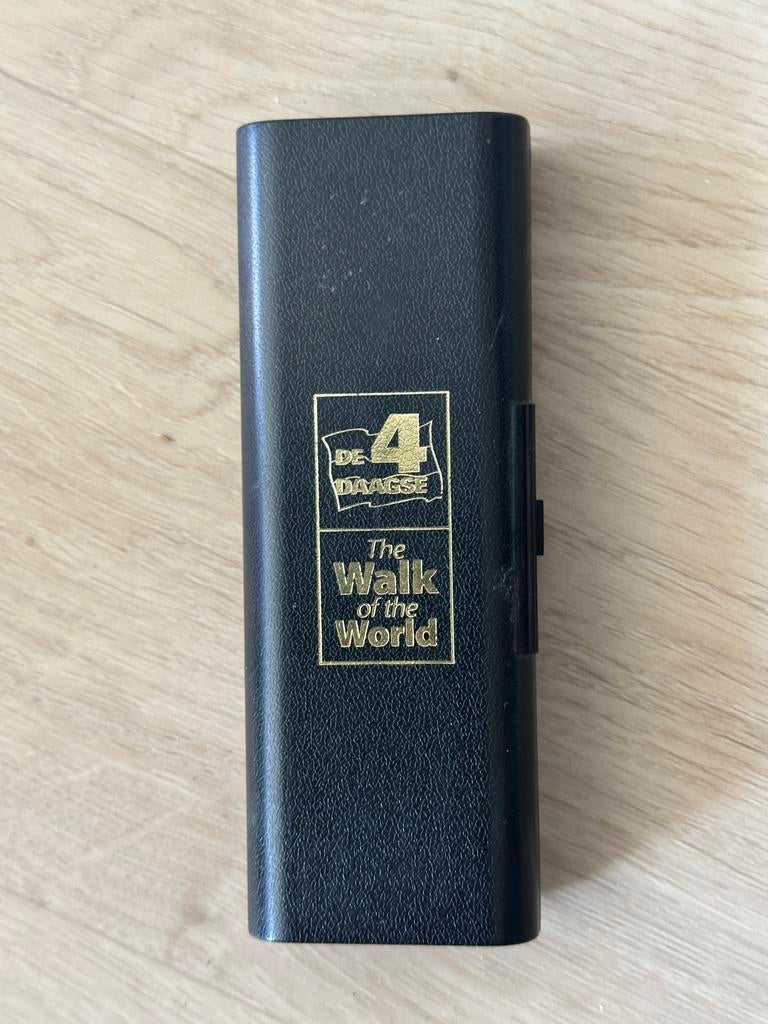 DE 4
DAAGSE
The
Walk
of the
World